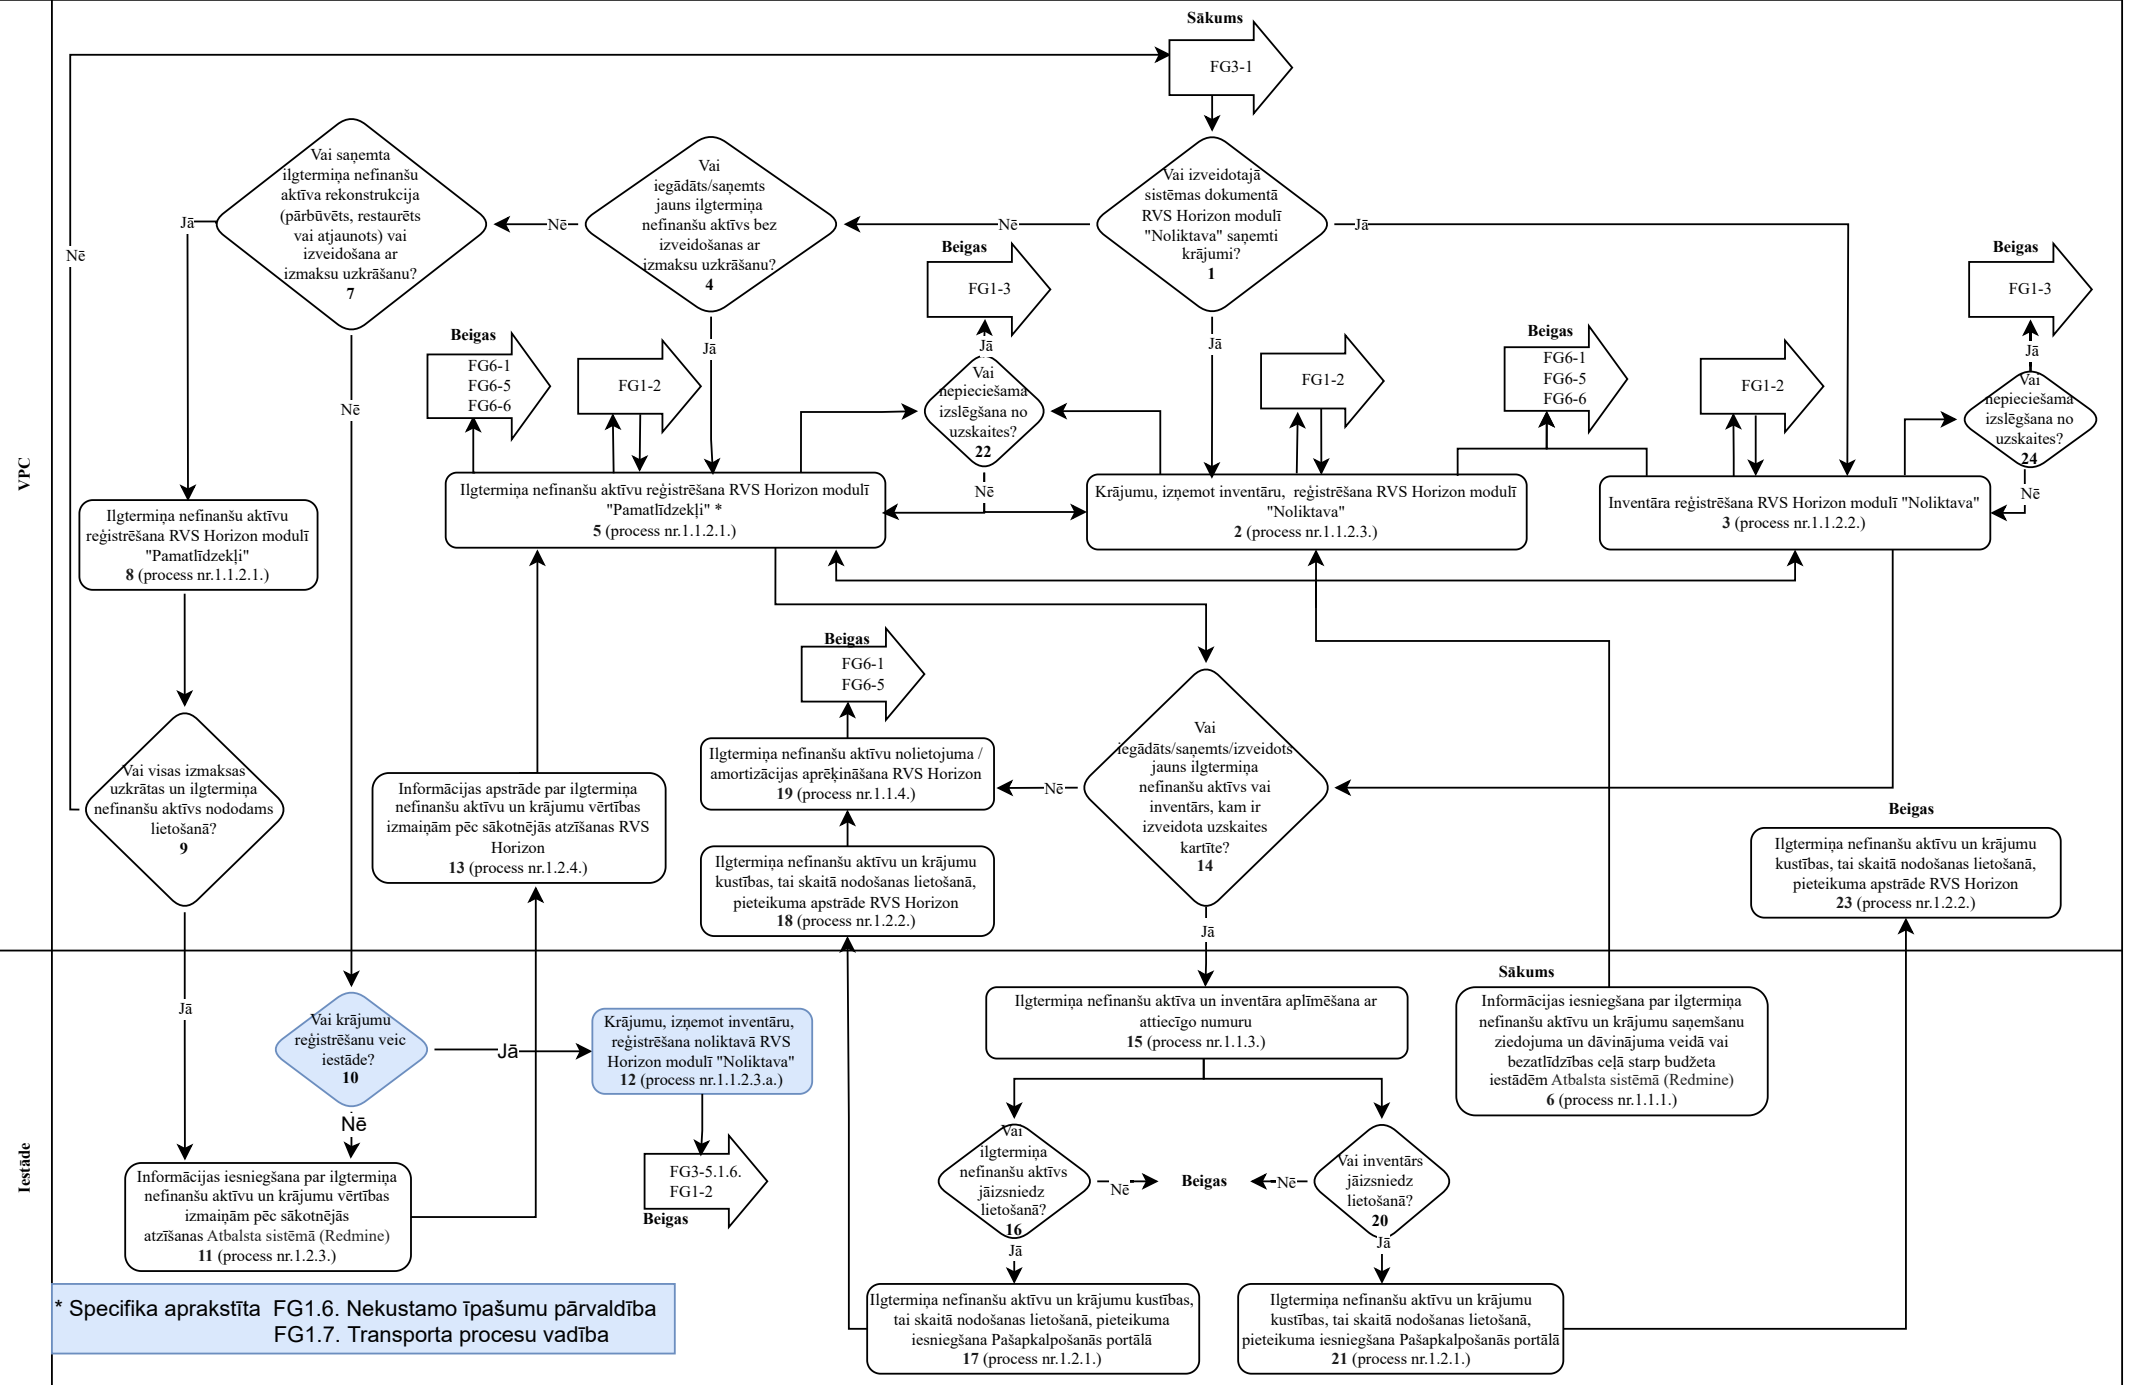 VPC
Iestāde
Sākums
FG3-1
Vai izveidotajā
sistēmas dokumentā
RVS Horizon modulī
"Noliktava" saņemti
krājumi?
1
Jā
Nē
Jā
Vai
iegādāts/saņemts
jauns ilgtermiņa
nefinanšu aktīvs bez
izveidošanas ar
izmaksu uzkrāšanu?
4
Nē
Jā
Vai saņemta
ilgtermiņa nefinanšu
aktīva rekonstrukcija
(pārbūvēts, restaurēts
vai atjaunots) vai
izveidošana ar
izmaksu uzkrāšanu?
7
Jā
Nē
Nē
Beigas
FG1-3
Jā
Vai
nepieciešama
izslēgšana no
uzskaites?
22
Nē
Beigas
FG1-3
Jā
Vai
nepieciešama
izslēgšana no
uzskaites?
24
Nē
Beigas
FG6-1
FG6-5
FG6-6
FG1-2
FG1-2
Beigas
FG6-1
FG6-5
FG6-6
FG1-2
Ilgtermiņa nefinanšu aktīvu reģistrēšana RVS Horizon modulī
"Pamatlīdzekļi" *
5 (process nr.1.1.2.1.)
Krājumu, izņemot inventāru, reģistrēšana RVS Horizon modulī
"Noliktava"
2 (process nr.1.1.2.3.)
Inventāra reģistrēšana RVS Horizon modulī "Noliktava"
3 (process nr.1.1.2.2.)
Ilgtermiņa nefinanšu aktīvu
reģistrēšana RVS Horizon modulī
"Pamatlīdzekļi"
8 (process nr.1.1.2.1.)
Vai visas izmaksas
uzkrātas un ilgtermiņa
nefinanšu aktīvs nododams
lietošanā?
9
Jā
Informācijas apstrāde par ilgtermiņa
nefinanšu aktīvu un krājumu vērtības
izmaiņām pēc sākotnējās atzīšanas RVS
Horizon
13 (process nr.1.2.4.)
Beigas
FG6-1
FG6-5
Ilgtermiņa nefinanšu aktīvu nolietojuma /
amortizācijas aprēķināšana RVS Horizon
19 (process nr.1.1.4.)
Ilgtermiņa nefinanšu aktīvu un krājumu
kustības, tai skaitā nodošanas lietošanā,
pieteikuma apstrāde RVS Horizon
18 (process nr.1.2.2.)
Vai
iegādāts/saņemts/izveidots
jauns ilgtermiņa
nefinanšu aktīvs vai
inventārs, kam ir
izveidota uzskaites
kartīte?
14
Nē
Jā
Beigas
Ilgtermiņa nefinanšu aktīvu un krājumu
kustības, tai skaitā nodošanas lietošanā,
pieteikuma apstrāde RVS Horizon
23 (process nr.1.2.2.)
Vai krājumu
reģistrēšanu veic
iestāde?
10
Jā
Nē
Krājumu, izņemot inventāru,
reģistrēšana noliktavā RVS
Horizon modulī "Noliktava"
12 (process nr.1.1.2.3.a.)
FG3-5.1.6.
FG1-2
Beigas
Informācijas iesniegšana par ilgtermiņa
nefinanšu aktīvu un krājumu vērtības
izmaiņām pēc sākotnējās
atzīšanas Atbalsta sistēmā (Redmine)
11 (process nr.1.2.3.)
Ilgtermiņa nefinanšu aktīva un inventāra aplīmēšana ar
attiecīgo numuru
15 (process nr.1.1.3.)
Sākums
Informācijas iesniegšana par ilgtermiņa
nefinanšu aktīvu un krājumu saņemšanu
ziedojuma un dāvinājuma veidā vai
bezatlīdzības ceļā starp budžeta
iestādēm Atbalsta sistēmā (Redmine)
6 (process nr.1.1.1.)
Vai
ilgtermiņa
nefinanšu aktīvs
jāizsniedz
lietošanā?
16
Nē
Jā
Beigas
Vai inventārs
jāizsniedz
lietošanā?
20
Nē
Jā
Ilgtermiņa nefinanšu aktīvu un krājumu kustības,
tai skaitā nodošanas lietošanā, pieteikuma
iesniegšana Pašapkalpošanās portālā
17 (process nr.1.2.1.)
Ilgtermiņa nefinanšu aktīvu un krājumu
kustības, tai skaitā nodošanas lietošanā,
pieteikuma iesniegšana Pašapkalpošanās portālā
21 (process nr.1.2.1.)
* Specifika aprakstīta FG1.6. Nekustamo īpašumu pārvaldība
FG1.7. Transporta procesu vadība